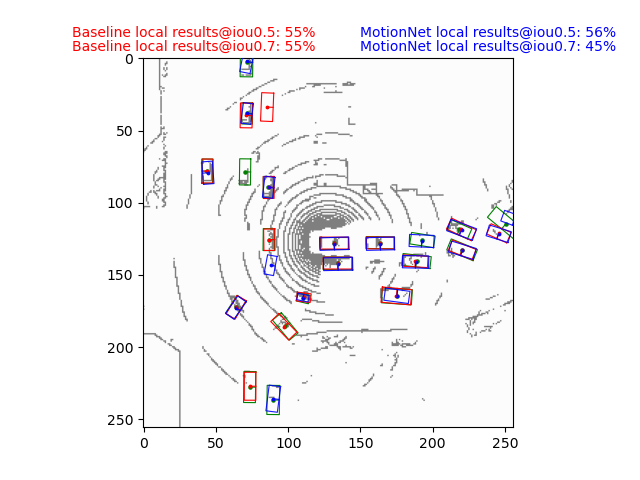 Baseline local results@iou0.5: 55% MotionNet local results@iou0.5: 56%
Baseline local results@iou0.7: 55% MotionNet local results@iou0.7: 45%
0
50
100
150
200
250
0 50 100 150 200 250